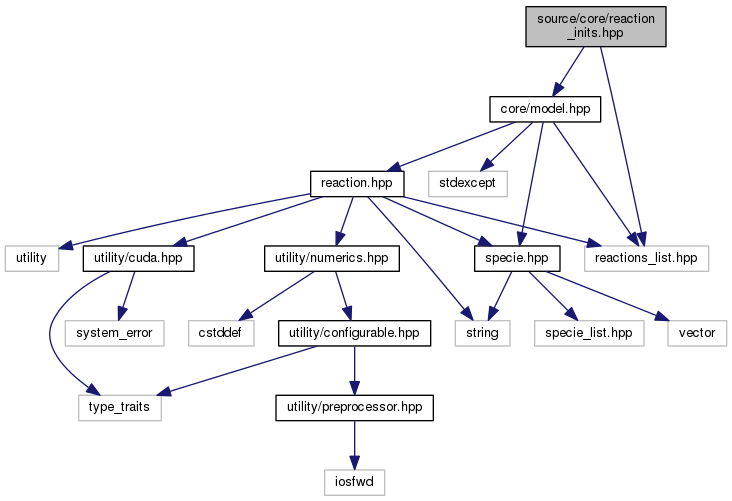 source/core/reaction
_inits.hpp
core/model.hpp
reaction.hpp
stdexcept
utility
utility/cuda.hpp
utility/numerics.hpp
specie.hpp
reactions_list.hpp
system_error
cstddef
utility/configurable.hpp
string
specie_list.hpp
vector
type_traits
utility/preprocessor.hpp
iosfwd